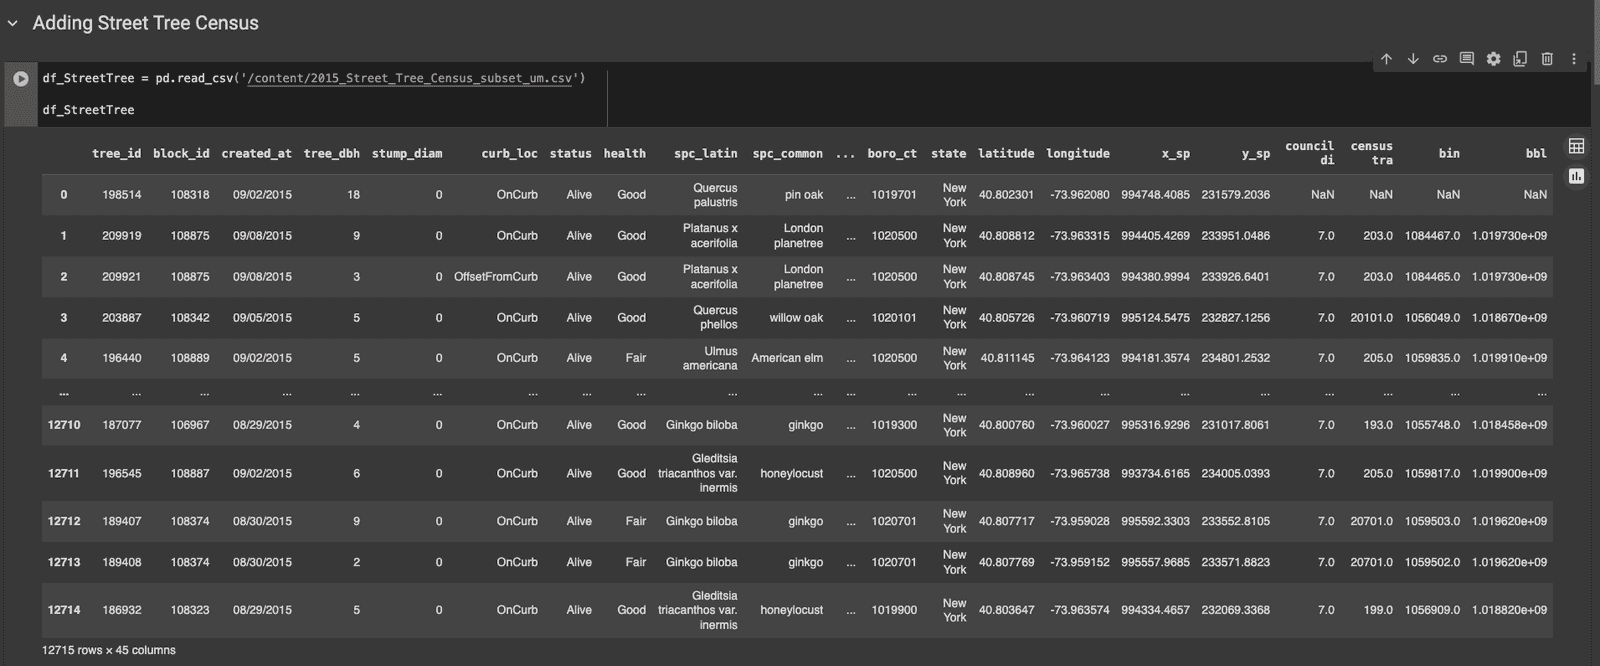 Adding Street Tree Census
df_StreetTree = pd.read_csv('/content/2015_Street_Tree_Census_subset_um.csv')
df_StreetTree
tree_id block_id created_at tree_dbh stump_diam curb_loc status health spc_latin spc_common ... boro_ct state latitude longitude x_sp y_sp council di census tra bin bbl
0 198514 108318 09/02/2015 18 0 OnCurb Alive Good Quercus palustris pin oak ... 1019701 New York 40.802301 -73.962080 994748.4085 231579.2036 NaN NaN NaN NaN
1 209919 108875 09/08/2015 9 0 OnCurb Alive Good Platanus x acerifolia London planetree ... 1020500 New York 40.808812 -73.963315 994405.4269 233951.0486 7.0 203.0 1084467.0 1.019730e+09
2 209921 108875 09/08/2015 3 0 OffsetFromCurb Alive Good Platanus x acerifolia London planetree ... 1020500 New York 40.808745 -73.963403 994380.9994 233926.6401 7.0 203.0 1084465.0 1.019730e+09
3 203887 108342 09/05/2015 5 0 OnCurb Alive Good Quercus phellos willow oak ... 1020101 New York 40.805726 -73.960719 995124.5475 232827.1256 7.0 20101.0 1056049.0 1.018670e+09
4 196440 108889 09/02/2015 5 0 OnCurb Alive Fair Ulmus americana American elm ... 1020500 New York 40.811145 -73.964123 994181.3574 234801.2532 7.0 205.0 1059835.0 1.019910e+09
... ... ... ... ... ... ... ... ... ... ... ... ... ... ... ... ... ... ... ... ... ...
12710 187077 106967 08/29/2015 4 0 OnCurb Alive Good Ginkgo biloba ginkgo ... 1019300 New York 40.800760 -73.960027 995316.9296 231017.8061 7.0 193.0 1055748.0 1.018458e+09
12711 196545 108887 09/02/2015 6 0 OnCurb Alive Good Gleditsia triacanthos var. inermis honeylocust ... 1020500 New York 40.808960 -73.965738 993734.6165 234005.0393 7.0 205.0 1059817.0 1.019900e+09
12712 189407 108374 08/30/2015 9 0 OnCurb Alive Fair Ginkgo biloba ginkgo ... 1020701 New York 40.807717 -73.959028 995592.3303 233552.8105 7.0 20701.0 1059503.0 1.019620e+09
12713 189408 108374 08/30/2015 2 0 OnCurb Alive Fair Ginkgo biloba ginkgo ... 1020701 New York 40.807769 -73.959152 995557.9685 233571.8823 7.0 20701.0 1059502.0 1.019620e+09
12714 186932 108323 08/29/2015 5 0 OnCurb Alive Good Gleditsia triacanthos var. inermis honeylocust ... 1019900 New York 40.803647 -73.963574 994334.4657 232069.3368 7.0 199.0 1056909.0 1.018820e+09
12715 rows × 45 columns